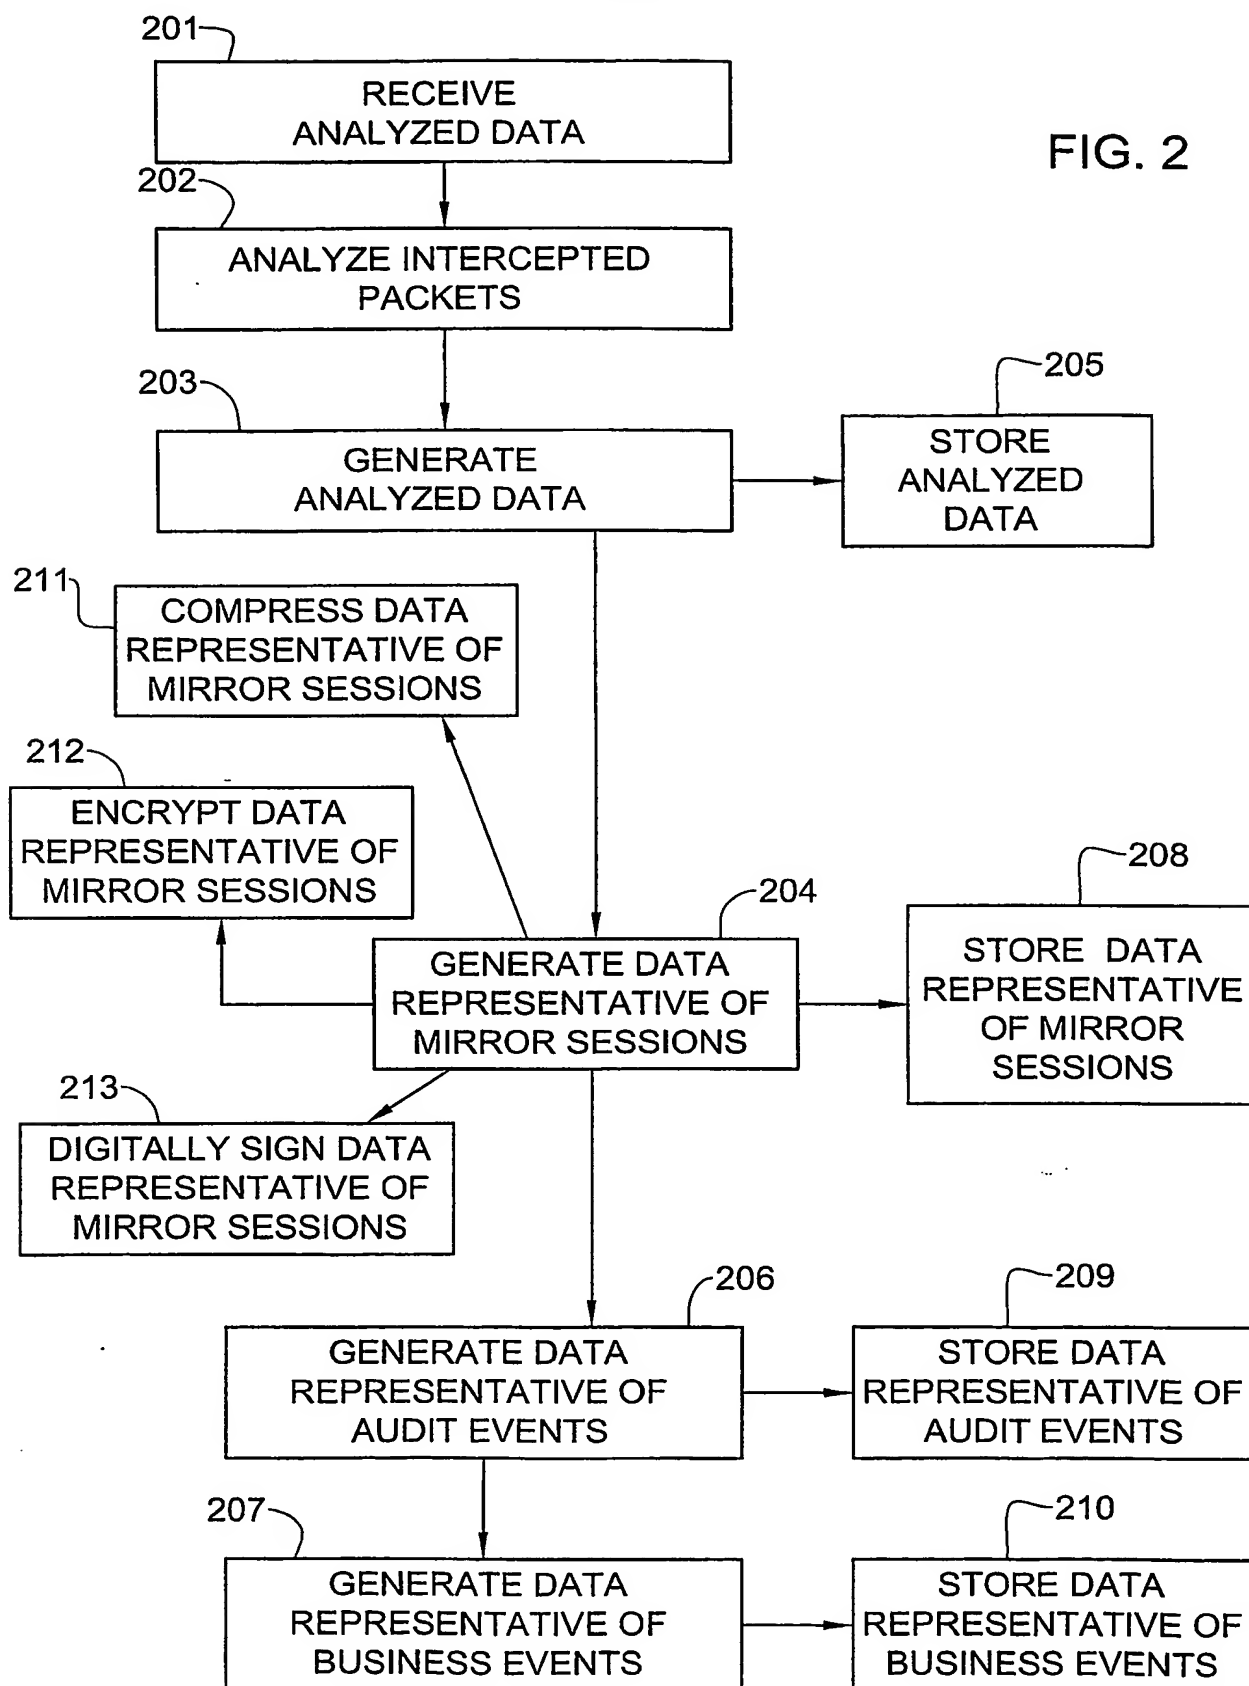 201
RECEIVE
ANALYZED DATA
FIG. 2
202
ANALYZE INTERCEPTED
PACKETS
203
GENERATE
ANALYZED DATA
205
STORE
ANALYZED
DATA
211
COMPRESS DATA
REPRESENTATIVE OF
MIRROR SESSIONS
212
ENCRYPT DATA
REPRESENTATIVE OF
MIRROR SESSIONS
204
GENERATE DATA
REPRESENTATIVE OF
MIRROR SESSIONS
208
STORE DATA
REPRESENTATIVE
OF MIRROR
SESSIONS
213
DIGITALLY SIGN DATA
REPRESENTATIVE OF
MIRROR SESSIONS
206
GENERATE DATA
REPRESENTATIVE OF
AUDIT EVENTS
209
STORE DATA
REPRESENTATIVE OF
AUDIT EVENTS
207
GENERATE DATA
REPRESENTATIVE OF
BUSINESS EVENTS
210
STORE DATA
REPRESENTATIVE OF
BUSINESS EVENTS